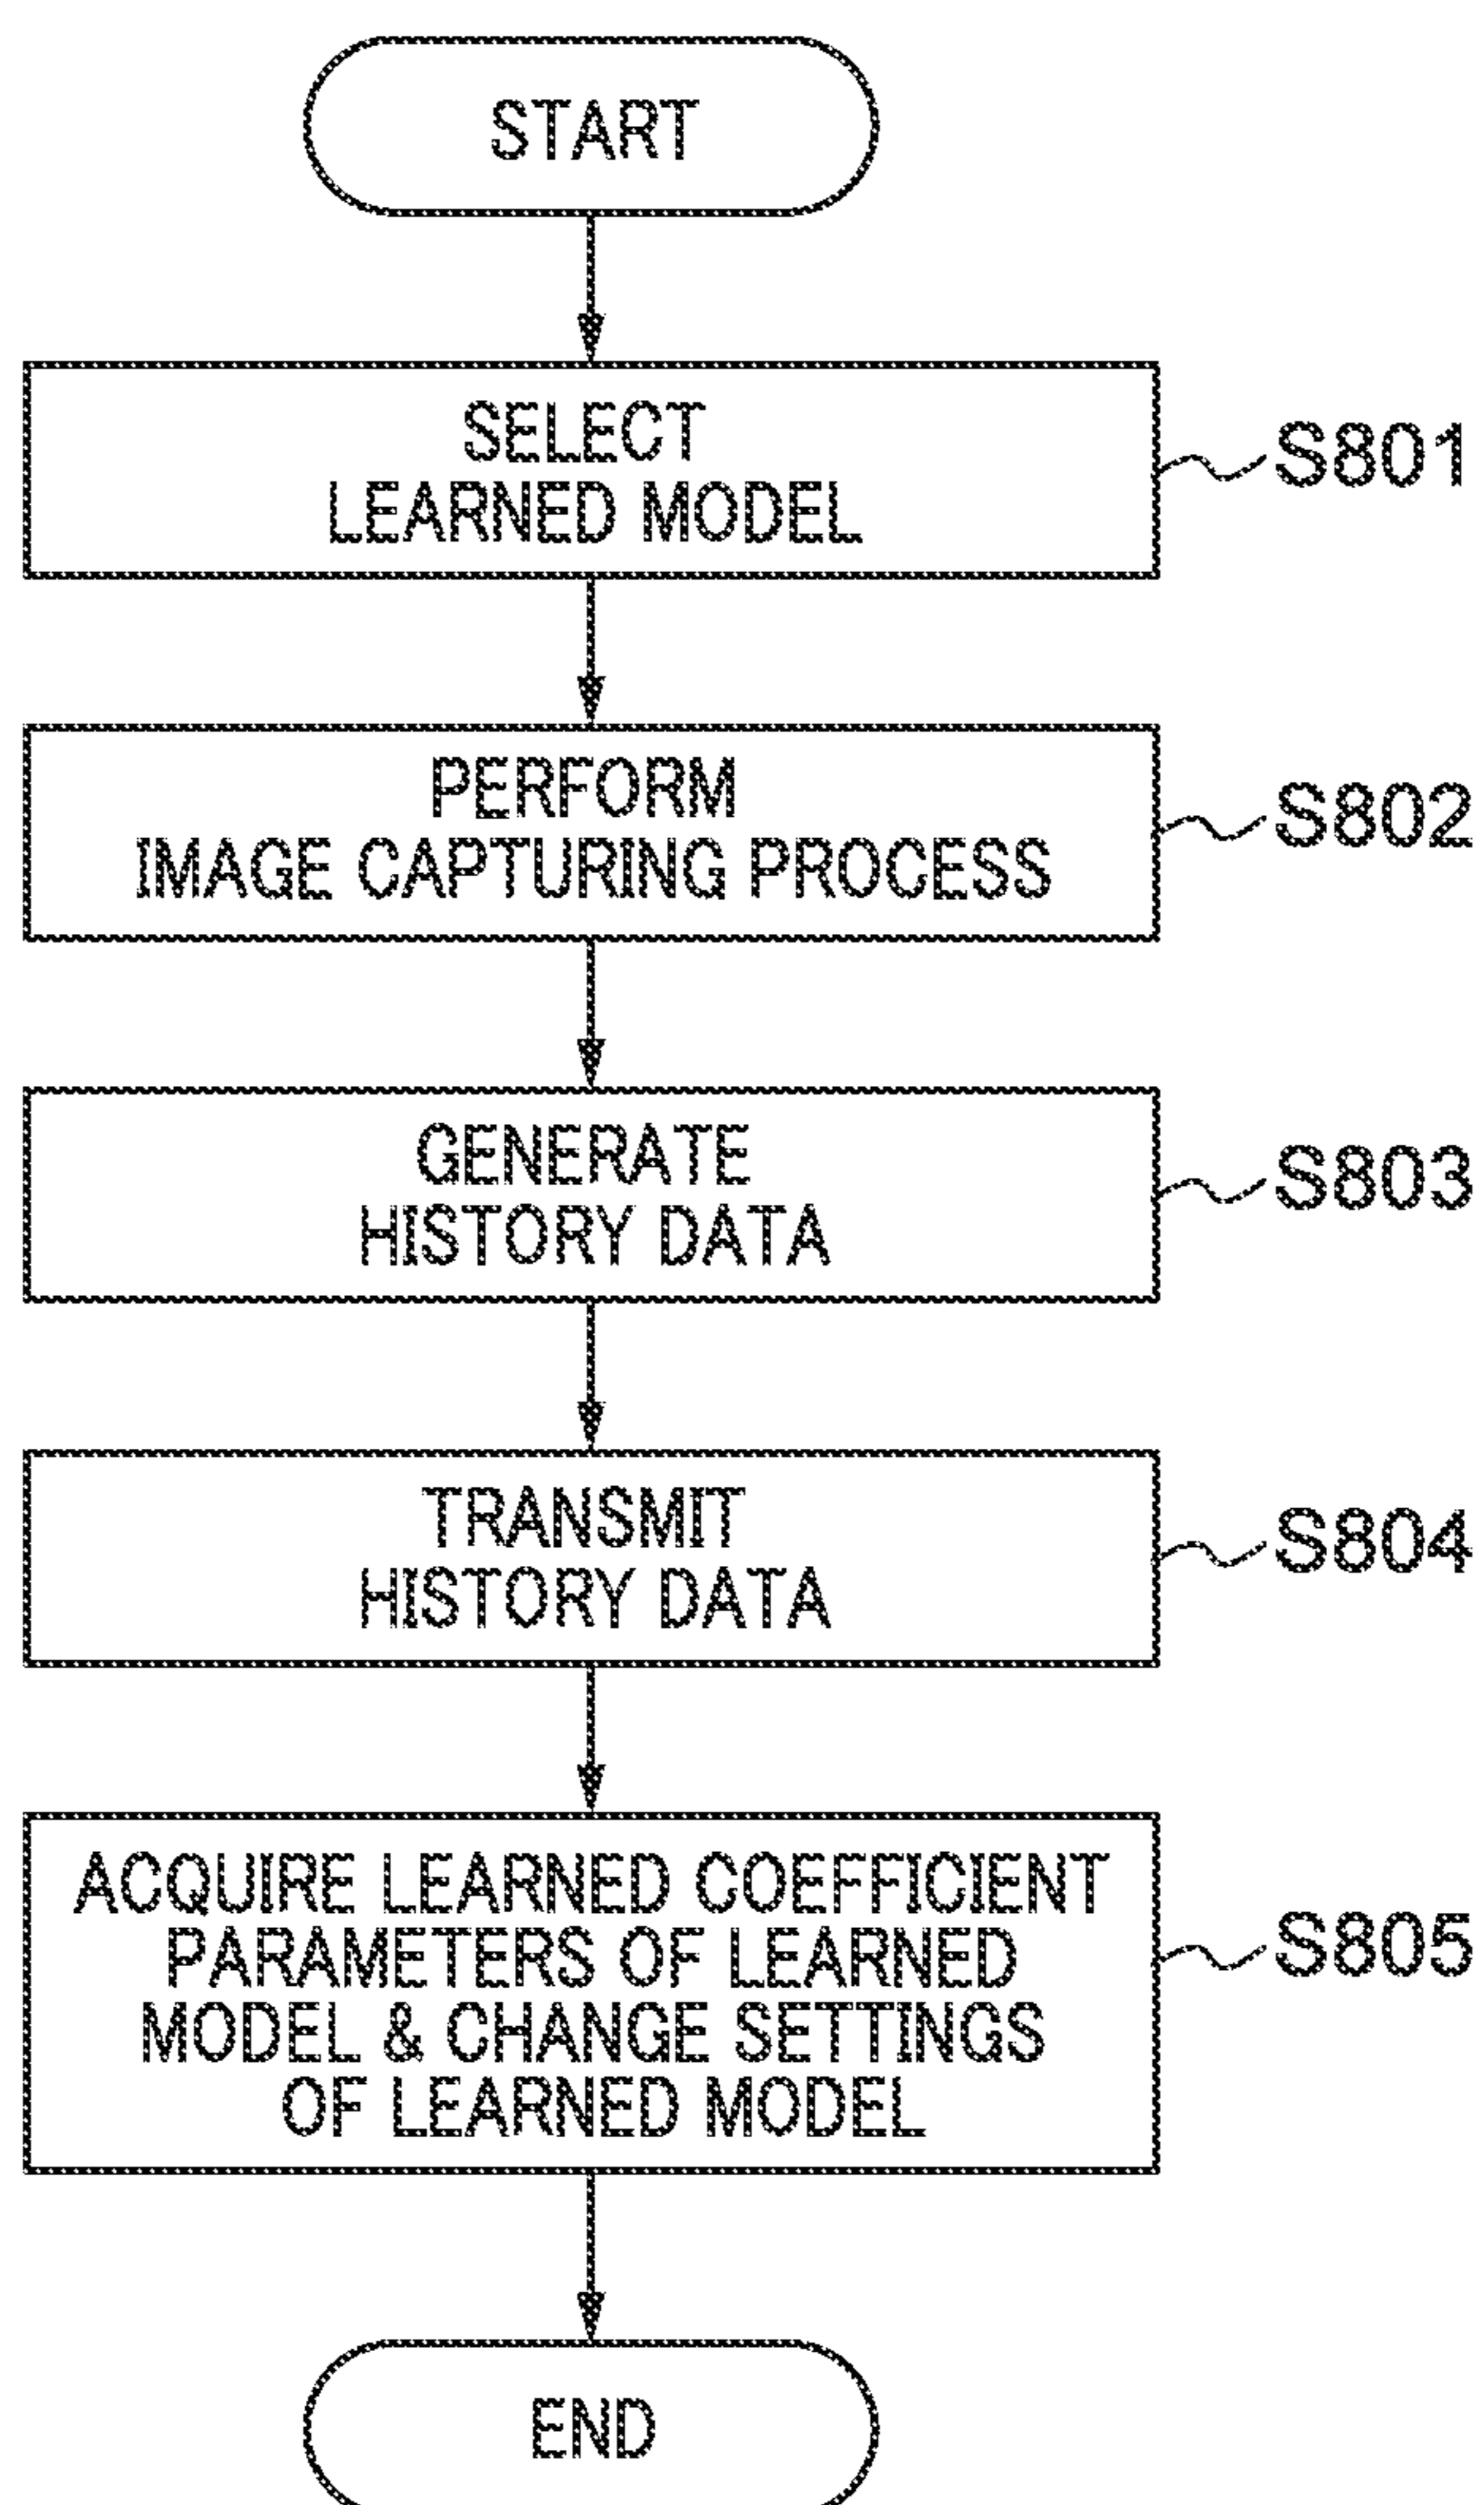 START
SELECT
LEARNED MODEL
S801
PERFORM
IMAGE CAPTURING PROCESS
S802
GENERATE
HISTORY DATA
S803
TRANSMIT
HISTORY DATA
S804
ACQUIRE LEARNED COEFFICIENT
PARAMETERS OF LEARNED
MODEL & CHANGE SETTINGS
OF LEARNED MODEL
S805
END